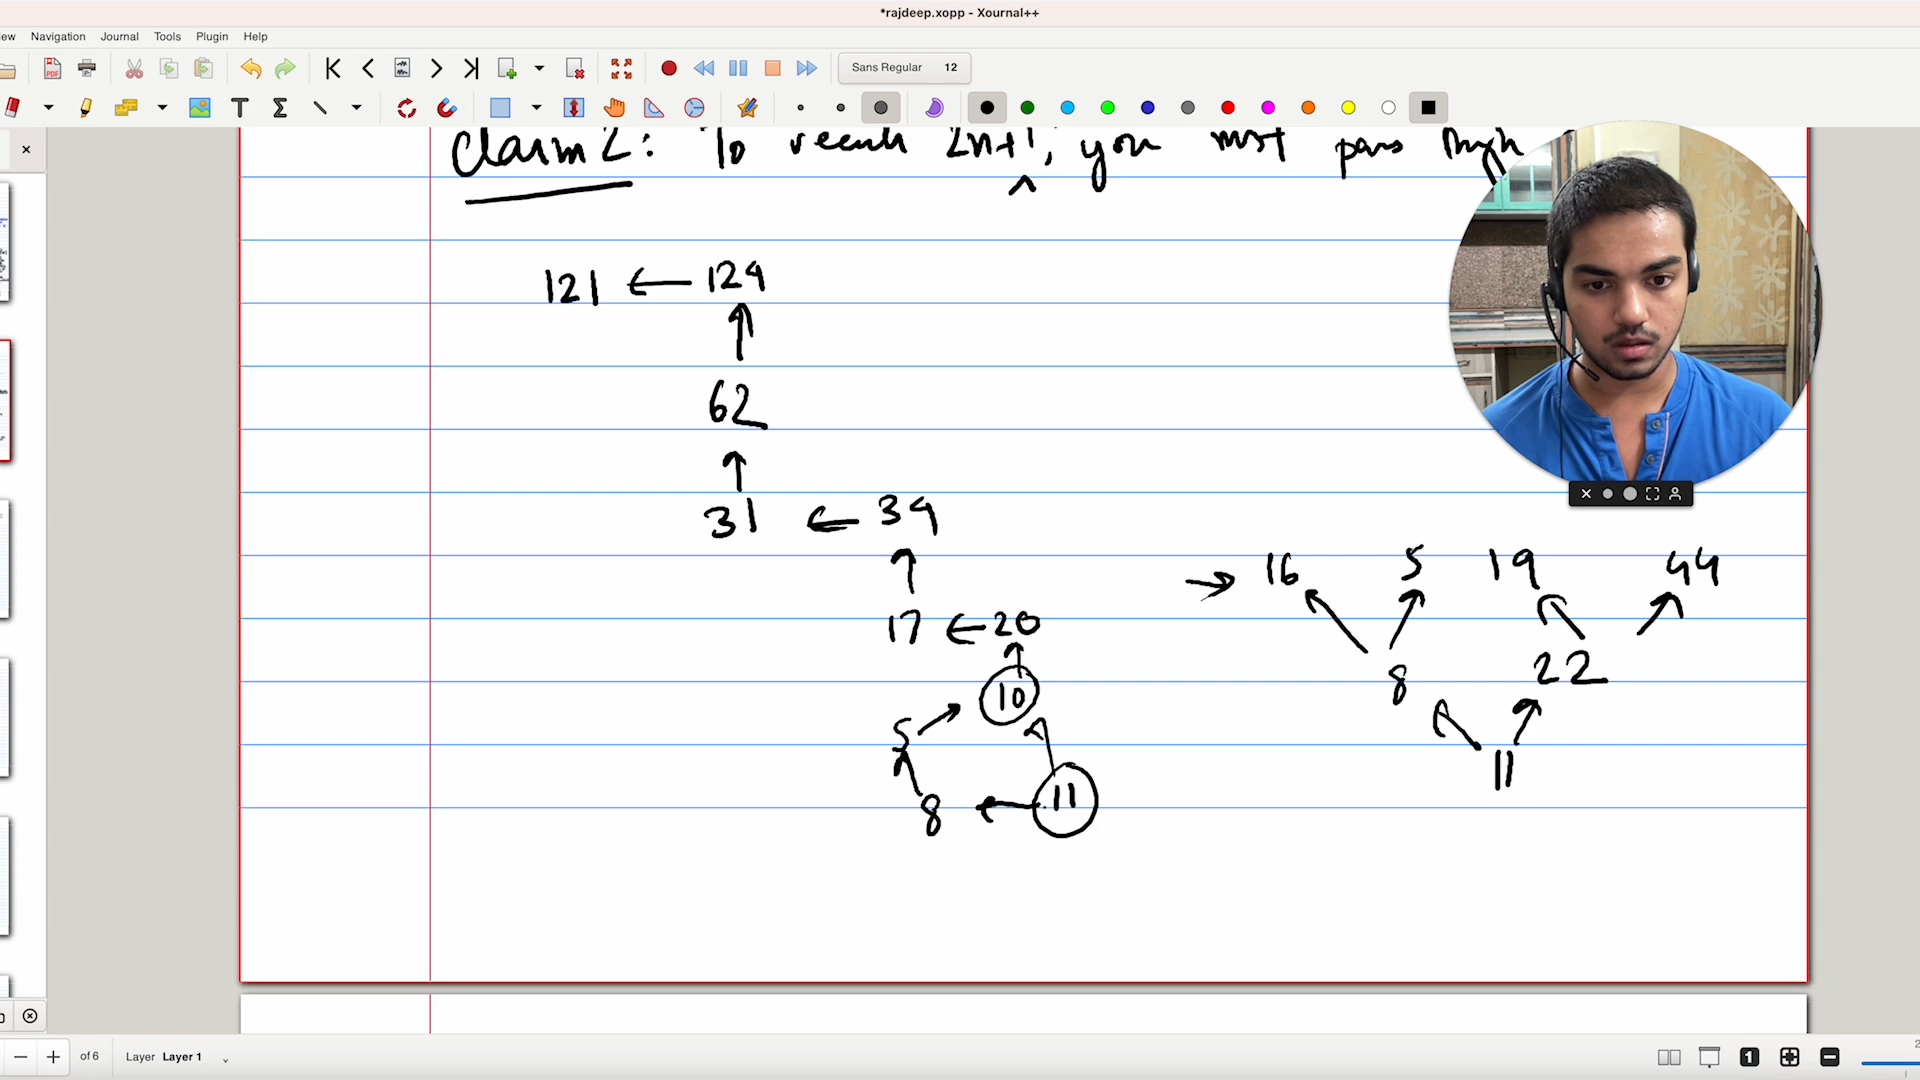 *rajdeep.xopp - Xournal++
ew Navigation Journal Tools Plugin Help
Sans Regular 12
Claim 2: To reach 2n+1, you must pass
121 ← 124
62
31 ← 34
→ 16 5 19 44
17 ← 20
8 22
10
5
11
8 ← 11
of 6 Layer Layer 1